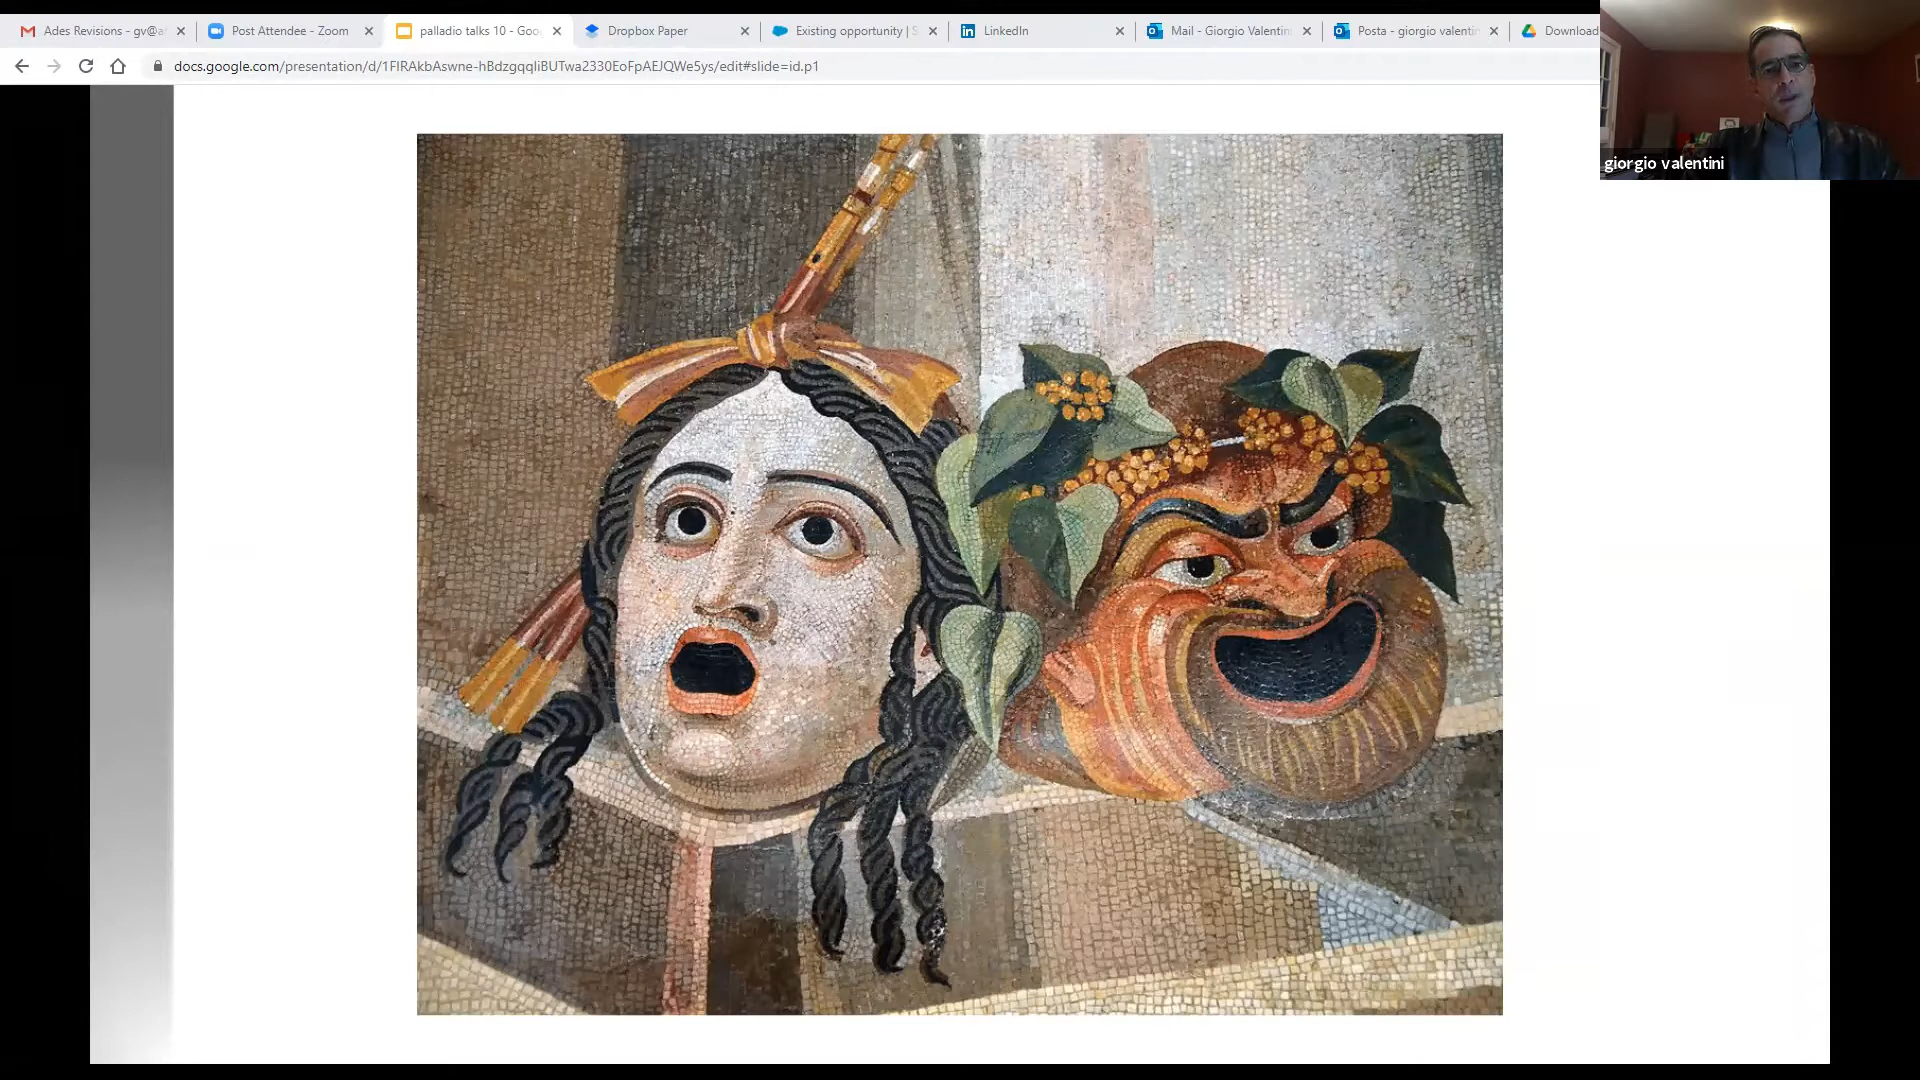 Ades Revisions - gv@a
Post Attendee - Zoom
palladio talks 10 - Goo
Dropbox Paper
Existing opportunity | S
LinkedIn
Mail - Giorgio Valentin
Posta - giorgio valentin
Download
docs.google.com/presentation/d/1FIRAkbAswne-hBdzgqqliBUTwa2330EoFpAEJQWe5ys/edit#slide=id.p1
giorgio valentini